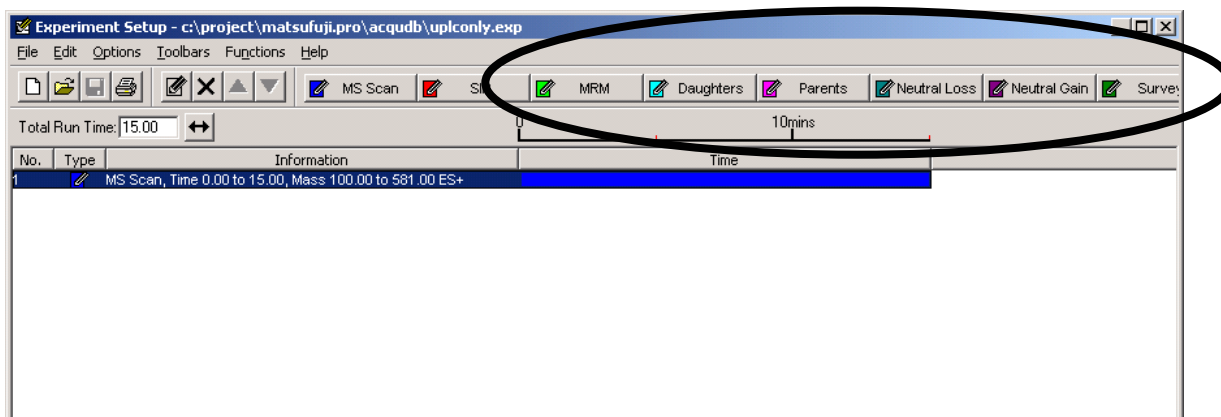 Experiment Setup - c:\project\matsufuji.pro\acqudb\uplconly.exp
File Edit Options Toolbars Functions Help
MS Scan MRM Daughters Parents Neutral Loss Neutral Gain Survey
Total Run Time: 15.00 0 10mins
No. Type Information Time
1 MS Scan, Time 0.00 to 15.00, Mass 100.00 to 581.00 ES+